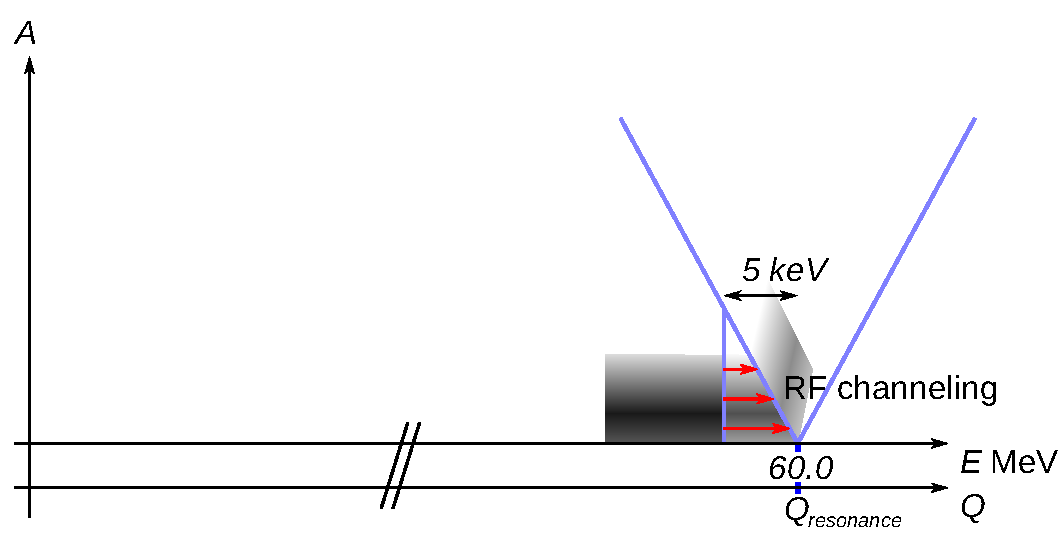 A
5 keV
RF channeling
60.0
E MeV
Q
Qresonance